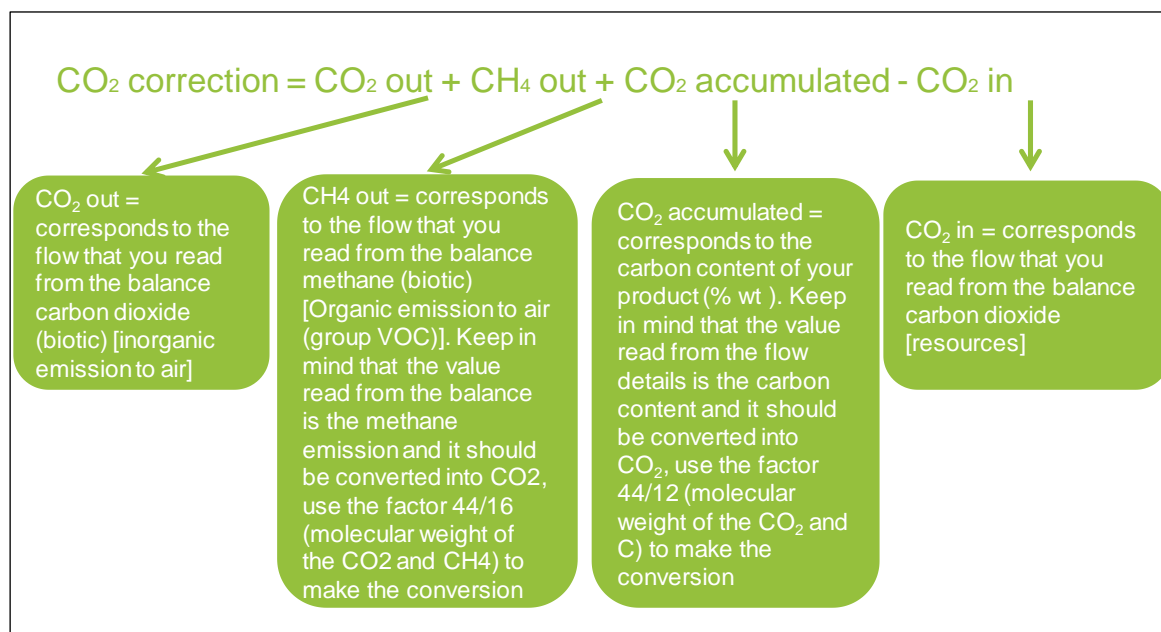 CO₂ correction = CO₂ out + CH₄ out + CO₂ accumulated - CO₂ in
CO₂ out =
corresponds to the
flow that you read
from the balance
carbon dioxide
(biotic) [inorganic
emission to air]
CH4 out = corresponds
to the flow that you
read from the balance
methane (biotic)
[Organic emission to air
(group VOC)]. Keep in
mind that the value
read from the balance
is the methane
emission and it should
be converted into CO2,
use the factor 44/16
(molecular weight of
the CO2 and CH4) to
make the conversion
CO₂ accumulated =
corresponds to the
carbon content of your
product (% wt ). Keep
in mind that the value
read from the flow
details is the carbon
content and it should
be converted into
CO₂, use the factor
44/12 (molecular
weight of the CO₂ and
C) to make the
conversion
CO₂ in = corresponds
to the flow that you
read from the balance
carbon dioxide
[resources]